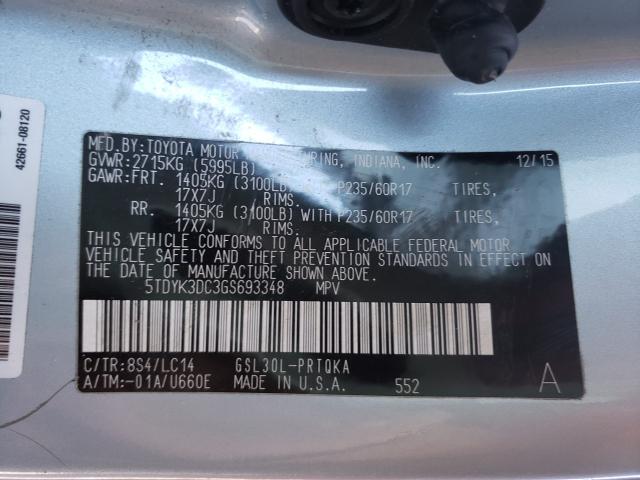 42661-08120
MFD.BY:TOYOTA MOTOR MANUFACTURING, INDIANA, INC. 12/15
GVWR:2715KG (5995LB)
GAWR:FRT. 1405KG (3100LB) P235/60R17 TIRES,
17X7J RIMS.
RR. 1405KG (3100LB) WITH P235/60R17 TIRES,
17X7J RIMS.
THIS VEHICLE CONFORMS TO ALL APPLICABLE FEDERAL MOTOR
VEHICLE SAFETY AND THEFT PREVENTION STANDARDS IN
EFFECT ON THE DATE OF MANUFACTURE SHOWN ABOVE.
5TDYK3DC3GS693348 MPV
C/TR:8S4/LC14 GSL30L-PRTQKA
A/TM:-01A/U660E MADE IN U.S.A. 552 A